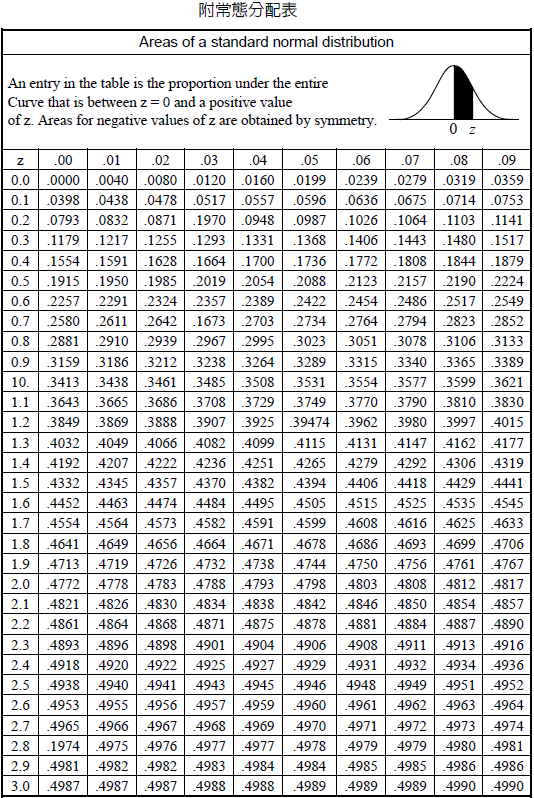 附常態分配表
Areas of a standard normal distribution
An entry in the table is the proportion under the entire
Curve that is between z = 0 and a positive value
of z. Areas for negative values of z are obtained by symmetry.
0 z
z .00 .01 .02 .03 .04 .05 .06 .07 .08 .09
0.0 .0000 .0040 .0080 .0120 .0160 .0199 .0239 .0279 .0319 .0359
0.1 .0398 .0438 .0478 .0517 .0557 .0596 .0636 .0675 .0714 .0753
0.2 .0793 .0832 .0871 .1970 .0948 .0987 .1026 .1064 .1103 .1141
0.3 .1179 .1217 .1255 .1293 .1331 .1368 .1406 .1443 .1480 .1517
0.4 .1554 .1591 .1628 .1664 .1700 .1736 .1772 .1808 .1844 .1879
0.5 .1915 .1950 .1985 .2019 .2054 .2088 .2123 .2157 .2190 .2224
0.6 .2257 .2291 .2324 .2357 .2389 .2422 .2454 .2486 .2517 .2549
0.7 .2580 .2611 .2642 .1673 .2703 .2734 .2764 .2794 .2823 .2852
0.8 .2881 .2910 .2939 .2967 .2995 .3023 .3051 .3078 .3106 .3133
0.9 .3159 .3186 .3212 .3238 .3264 .3289 .3315 .3340 .3365 .3389
10. .3413 .3438 .3461 .3485 .3508 .3531 .3554 .3577 .3599 .3621
1.1 .3643 .3665 .3686 .3708 .3729 .3749 .3770 .3790 .3810 .3830
1.2 .3849 .3869 .3888 .3907 .3925 .39474 .3962 .3980 .3997 .4015
1.3 .4032 .4049 .4066 .4082 .4099 .4115 .4131 .4147 .4162 .4177
1.4 .4192 .4207 .4222 .4236 .4251 .4265 .4279 .4292 .4306 .4319
1.5 .4332 .4345 .4357 .4370 .4382 .4394 .4406 .4418 .4429 .4441
1.6 .4452 .4463 .4474 .4484 .4495 .4505 .4515 .4525 .4535 .4545
1.7 .4554 .4564 .4573 .4582 .4591 .4599 .4608 .4616 .4625 .4633
1.8 .4641 .4649 .4656 .4664 .4671 .4678 .4686 .4693 .4699 .4706
1.9 .4713 .4719 .4726 .4732 .4738 .4744 .4750 .4756 .4761 .4767
2.0 .4772 .4778 .4783 .4788 .4793 .4798 .4803 .4808 .4812 .4817
2.1 .4821 .4826 .4830 .4834 .4838 .4842 .4846 .4850 .4854 .4857
2.2 .4861 .4864 .4868 .4871 .4875 .4878 .4881 .4884 .4887 .4890
2.3 .4893 .4896 .4898 .4901 .4904 .4906 .4908 .4911 .4913 .4916
2.4 .4918 .4920 .4922 .4925 .4927 .4929 .4931 .4932 .4934 .4936
2.5 .4938 .4940 .4941 .4943 .4945 .4946 4948 .4949 .4951 .4952
2.6 .4953 .4955 .4956 .4957 .4959 .4960 .4961 .4962 .4963 .4964
2.7 .4965 .4966 .4967 .4968 .4969 .4970 .4971 .4972 .4973 .4974
2.8 .1974 .4975 .4976 .4977 .4977 .4978 .4979 .4979 .4980 .4981
2.9 .4981 .4982 .4982 .4983 .4984 .4984 .4985 .4985 .4986 .4986
3.0 .4987 .4987 .4987 .4988 .4988 .4989 .4989 .4989 .4990 .4990